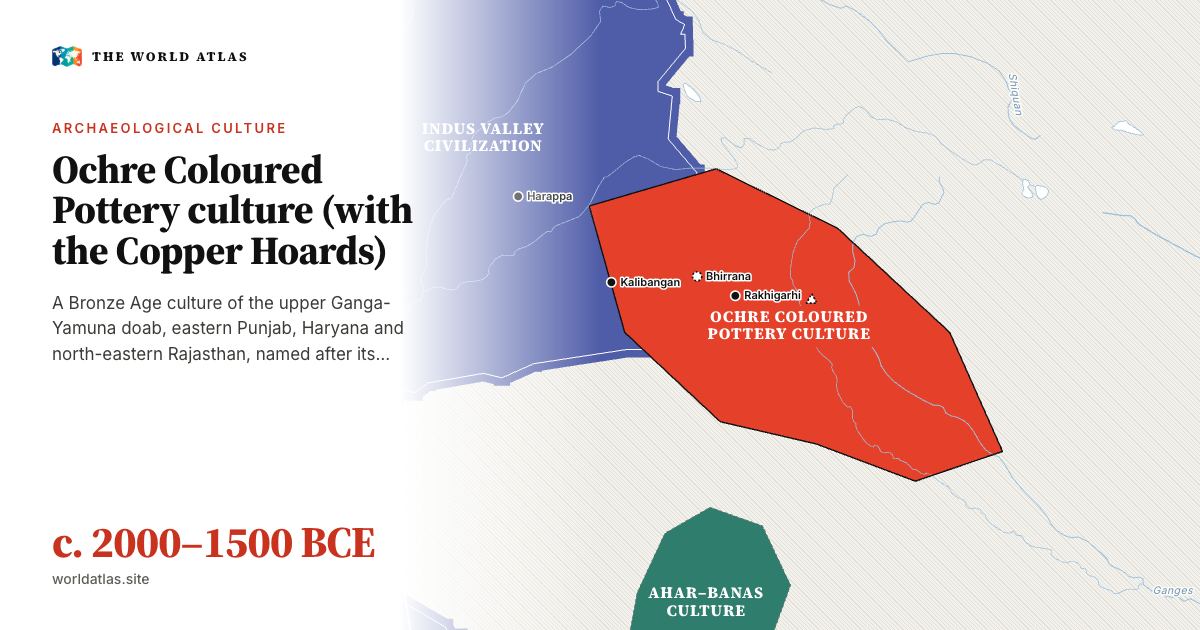 THE WORLD ATLAS
ARCHAEOLOGICAL CULTURE
Ochre Coloured
Pottery culture (with
the Copper Hoards)
A Bronze Age culture of the upper Ganga-
Yamuna doab, eastern Punjab, Haryana and
north-eastern Rajasthan, named after its...
c. 2000–1500 BCE
worldatlas.site
INDUS VALLEY
CIVILIZATION
Harappa
Shiquan
Kalibangan
Bhirrana
Rakhigarhi
OCHRE COLOURED
POTTERY CULTURE
AHAR–BANAS
CULTURE
Ganges